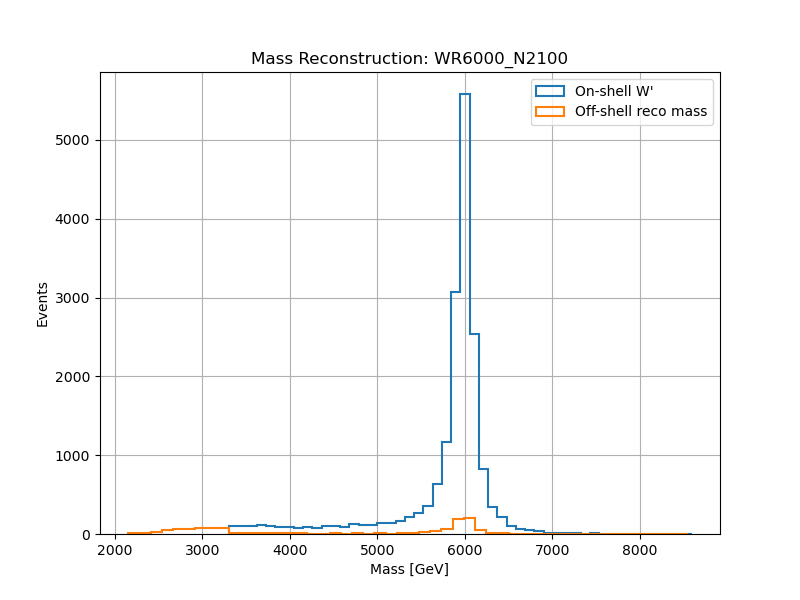 Mass Reconstruction: WR6000_N2100
On-shell W'
Off-shell reco mass
5000
4000
3000
2000
1000
0
Events
2000 3000 4000 5000 6000 7000 8000
Mass [GeV]